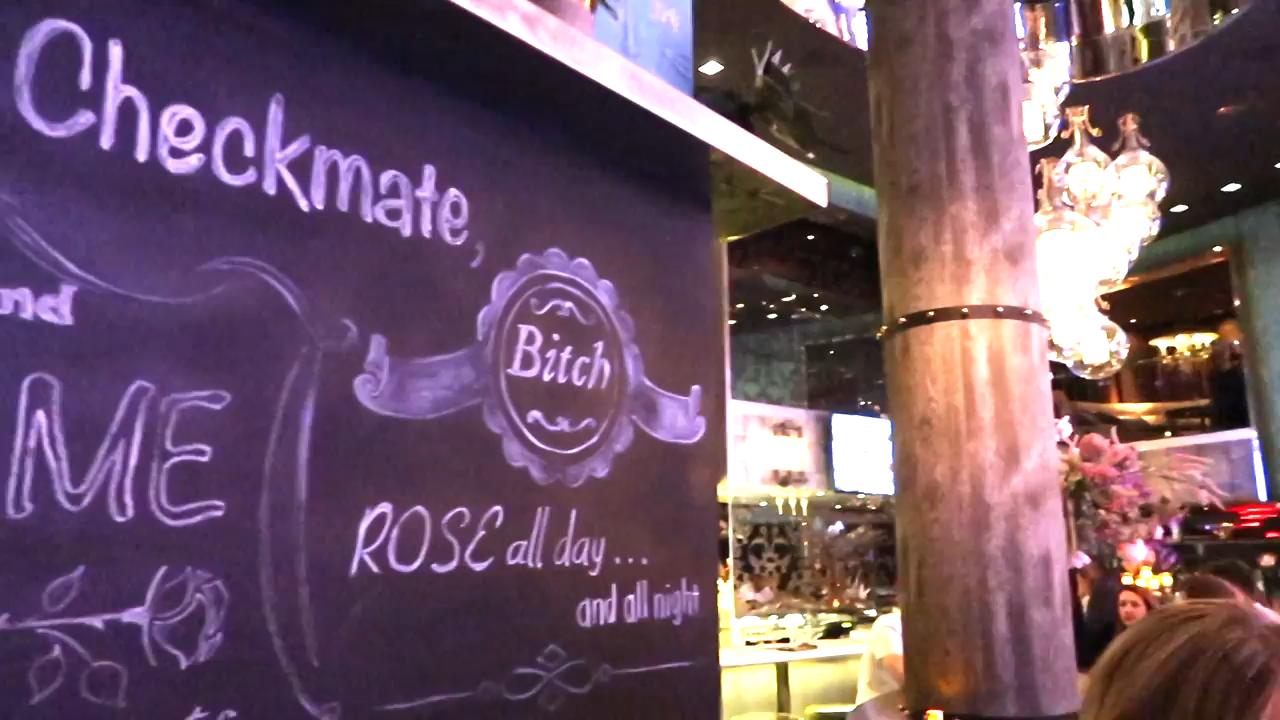 Checkmate,
Bitch
nd
ME
ROSE all day ...
and all night